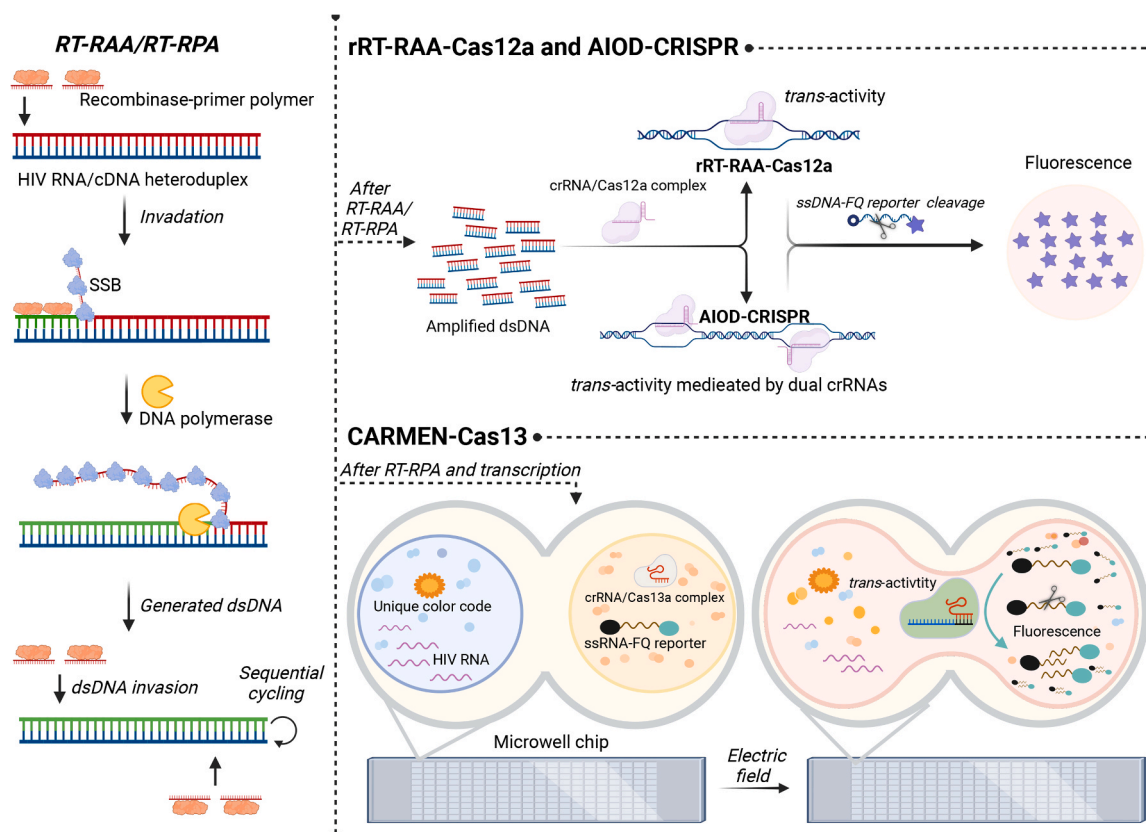 RT-RAA/RT-RPA
Recombinase-primer polymer
HIV RNA/cDNA heteroduplex
Invadation
SSB
DNA polymerase
Generated dsDNA
dsDNA invasion
Sequential
cycling
rRT-RAA-Cas12a and AIOD-CRISPR
After
RT-RAA/
RT-RPA
Amplified dsDNA
crRNA/Cas12a complex
trans-activity
rRT-RAA-Cas12a
AIOD-CRISPR
trans-activity medieated by dual crRNAs
ssDNA-FQ reporter cleavage
Fluorescence
CARMEN-Cas13
After RT-RPA and transcription
Unique color code
HIV RNA
crRNA/Cas13a complex
ssRNA-FQ reporter
trans-activtity
Fluorescence
Microwell chip
Electric
field